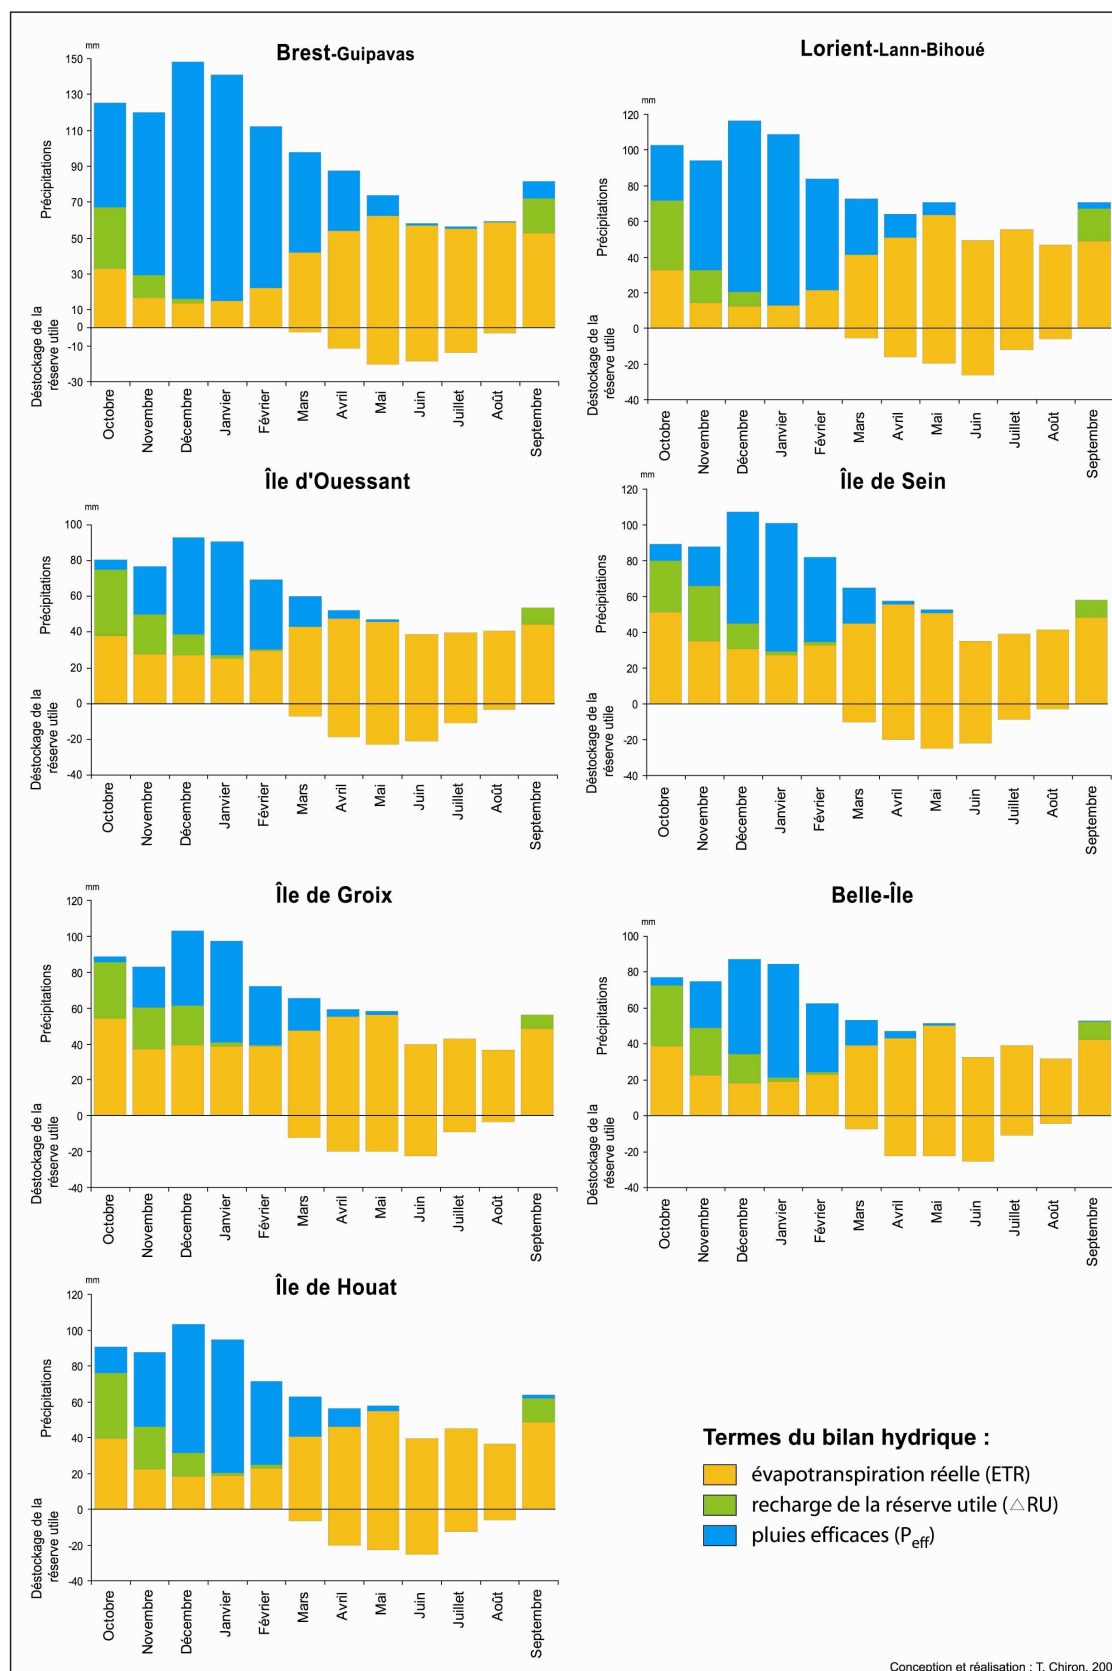 Brest-Guipavas
mm
150
130
110
90
70
50
30
10
0
-10
-30
Précipitations
Déstockage de la
réserve utile
Octobre
Novembre
Décembre
Janvier
Février
Mars
Avril
Mai
Juin
Juillet
Août
Septembre
Lorient-Lann-Bihoué
mm
120
100
80
60
40
20
0
-20
-40
Précipitations
Déstockage de la
réserve utile
Octobre
Novembre
Décembre
Janvier
Février
Mars
Avril
Mai
Juin
Juillet
Août
Septembre
Île d'Ouessant
mm
100
80
60
40
20
0
-20
-40
Précipitations
Déstockage de la
réserve utile
Octobre
Novembre
Décembre
Janvier
Février
Mars
Avril
Mai
Juin
Juillet
Août
Septembre
Île de Sein
mm
120
100
80
60
40
20
0
-20
-40
Précipitations
Déstockage de la
réserve utile
Octobre
Novembre
Décembre
Janvier
Février
Mars
Avril
Mai
Juin
Juillet
Août
Septembre
Île de Groix
mm
120
100
80
60
40
20
0
-20
-40
Précipitations
Déstockage de la
réserve utile
Octobre
Novembre
Décembre
Janvier
Février
Mars
Avril
Mai
Juin
Juillet
Août
Septembre
Belle-Île
mm
100
80
60
40
20
0
-20
-40
Précipitations
Déstockage de la
réserve utile
Octobre
Novembre
Décembre
Janvier
Février
Mars
Avril
Mai
Juin
Juillet
Août
Septembre
Île de Houat
mm
120
100
80
60
40
20
0
-20
-40
Précipitations
Déstockage de la
réserve utile
Octobre
Novembre
Décembre
Janvier
Février
Mars
Avril
Mai
Juin
Juillet
Août
Septembre
Termes du bilan hydrique :
évapotranspiration réelle (ETR)
recharge de la réserve utile (△RU)
pluies efficaces (Peff)
Conception et réalisation : T. Chiron, 200